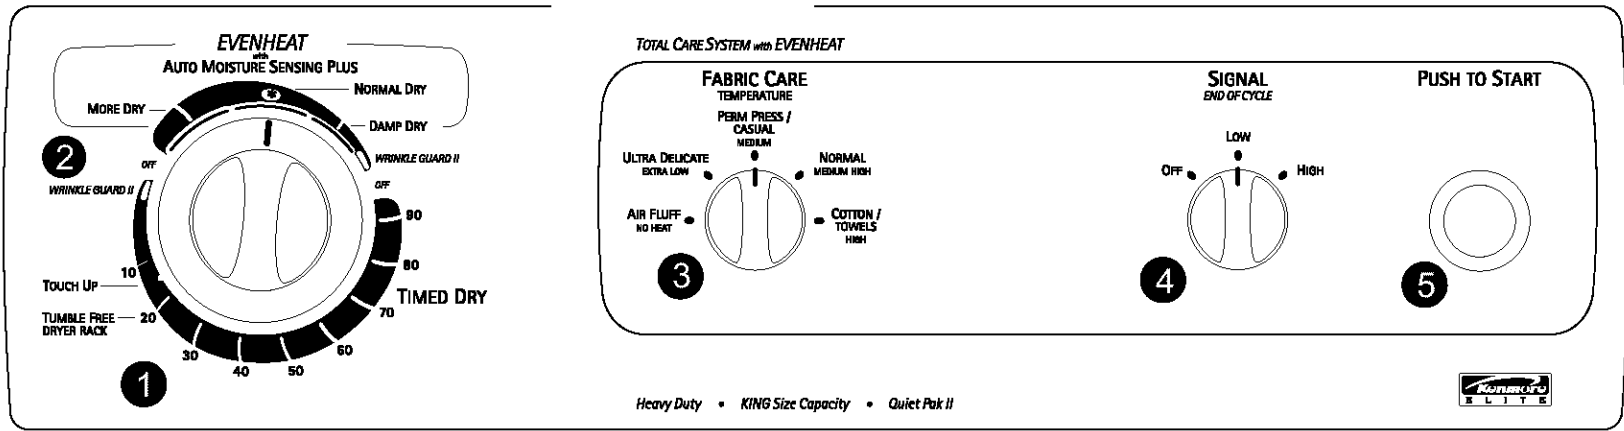 EVENHEAT
with
AUTO MOISTURE SENSING PLUS
NORMAL DRY
MORE DRY
DAMP DRY
2
OFF
WRINKLE GUARD II
WRINKLE GUARD II
OFF
90
80
10
TOUCH UP
TIMED DRY
70
TUMBLE FREE
DRYER RACK
20
30
60
40
50
1
TOTAL CARE SYSTEM with EVENHEAT
FABRIC CARE
TEMPERATURE
PERM PRESS /
CASUAL
MEDIUM
ULTRA DELICATE
EXTRA LOW
NORMAL
MEDIUM HIGH
AIR FLUFF
NO HEAT
COTTON /
TOWELS
HIGH
3
SIGNAL
END OF CYCLE
LOW
OFF
HIGH
4
PUSH TO START
5
Heavy Duty • KING Size Capacity • Quiet Pak II
Kenmore
ELITE